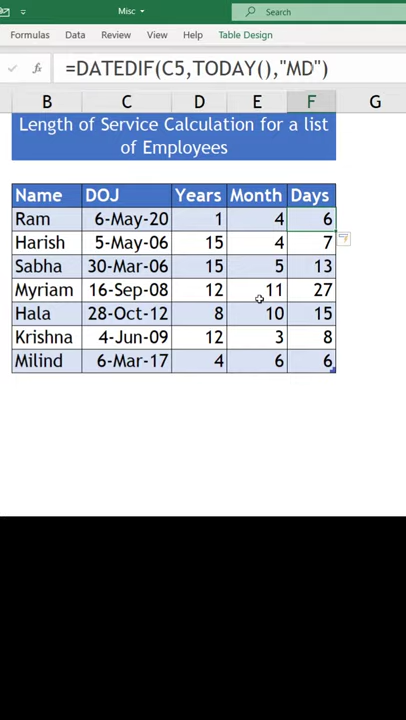 Misc
Search
Formulas Data Review View Help Table Design
fx =DATEDIF(C5,TODAY(),"MD")
B C D E F G
Length of Service Calculation for a list
of Employees
Name DOJ Years Month Days
Ram 6-May-20 1 4 6
Harish 5-May-06 15 4 7
Sabha 30-Mar-06 15 5 13
Myriam 16-Sep-08 12 11 27
Hala 28-Oct-12 8 10 15
Krishna 4-Jun-09 12 3 8
Milind 6-Mar-17 4 6 6